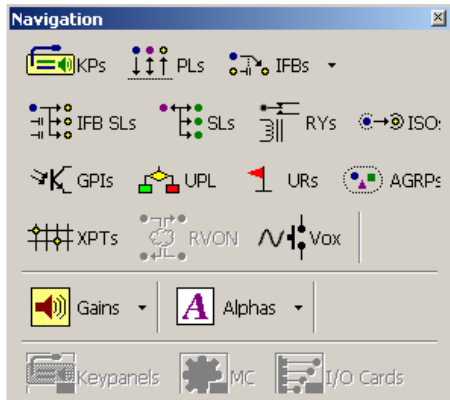 Navigation
KPs PLs IFBs
IFB SLs SLs RYs ISO:
GPIs UPL URs AGRPs
XPTs RVON Vox
Gains A Alphas
Keypanels MC I/O Cards